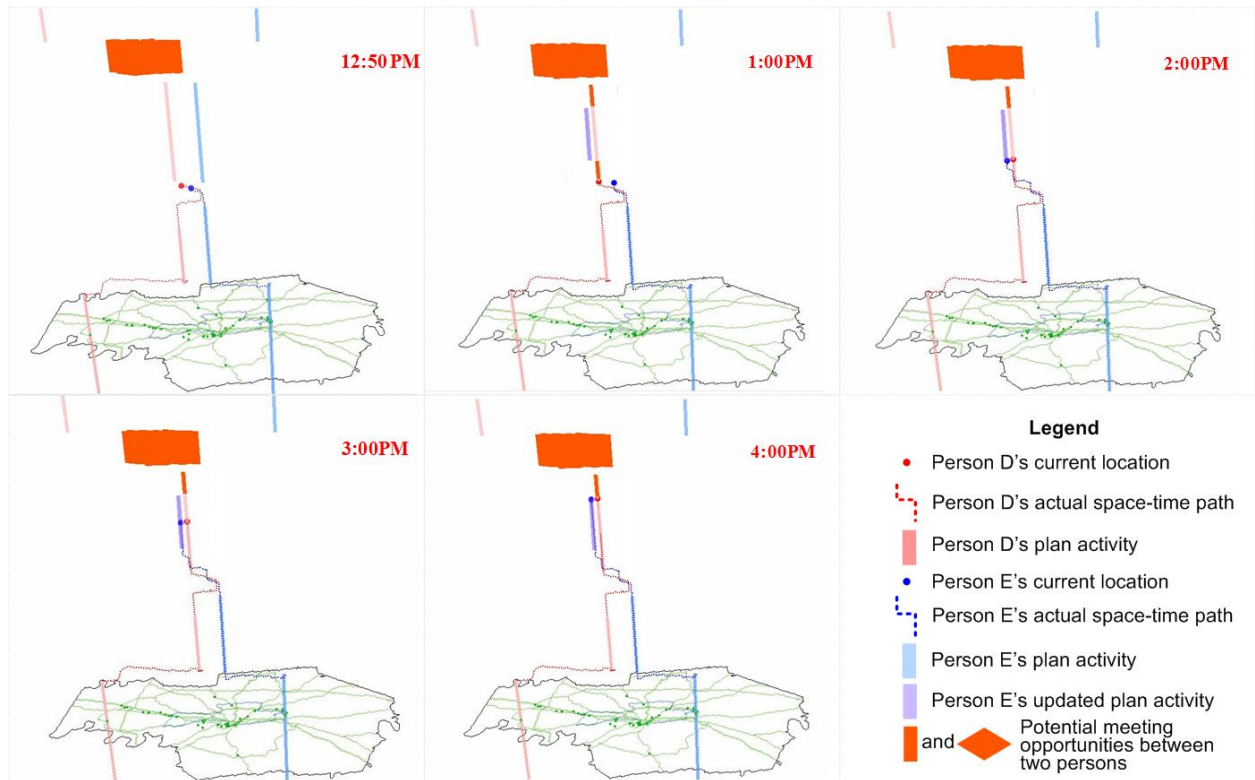 12:50PM
1:00PM
2:00PM
3:00PM
4:00PM
Legend
Person D's current location
Person D's actual space-time path
Person D's plan activity
Person E's current location
Person E's actual space-time path
Person E's plan activity
Person E's updated plan activity
and
Potential meeting
opportunities between
two persons